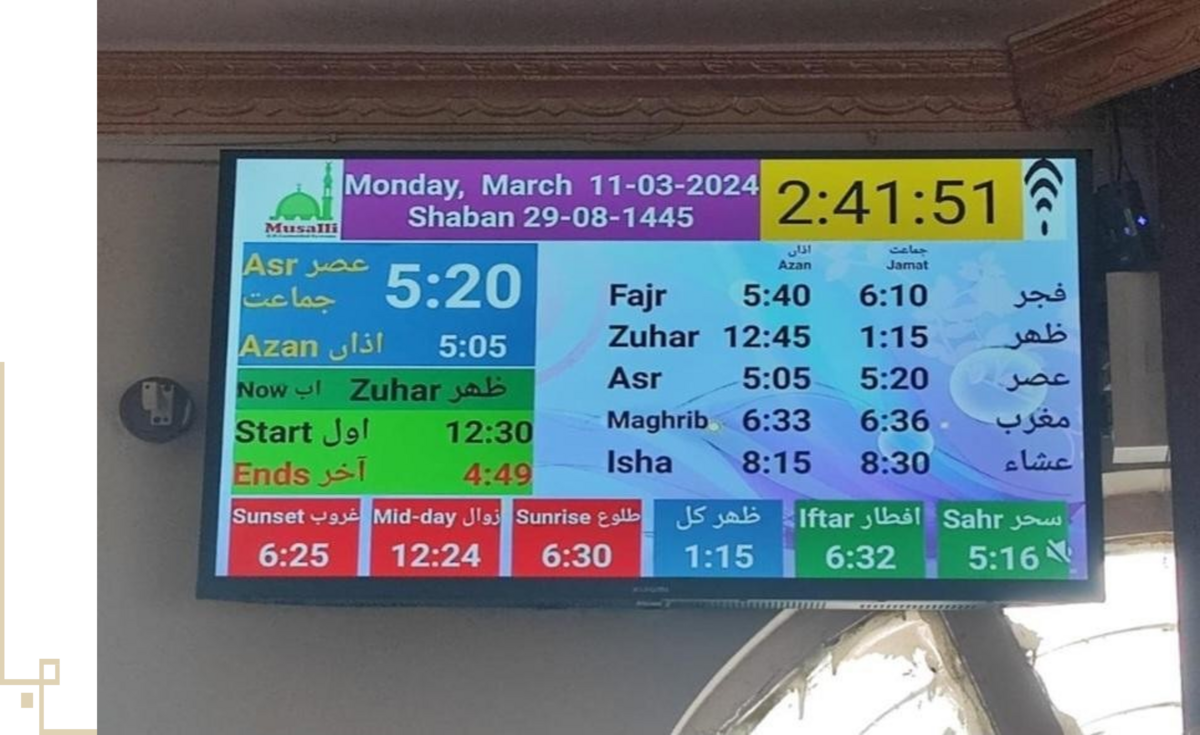 Monday, March 11-03-2024
Shaban 29-08-1445
2:41:51
Musalli
Asr عصر
جماعت
5:20
Azan اذاں 5:05
Now اب Zuhar ظهر
Start اول 12:30
Ends آخر 4:49
اذاں جماعت
Azan Jamat
Fajr 5:40 6:10 فجر
Zuhar 12:45 1:15 ظهر
Asr 5:05 5:20 عصر
Maghrib 6:33 6:36 مغرب
Isha 8:15 8:30 عشاء
Sunset غروب
6:25
Mid-day زوال
12:24
Sunrise طلوع
6:30
ظهر کل
1:15
Iftar افطار
6:32
Sahr سحر
5:16